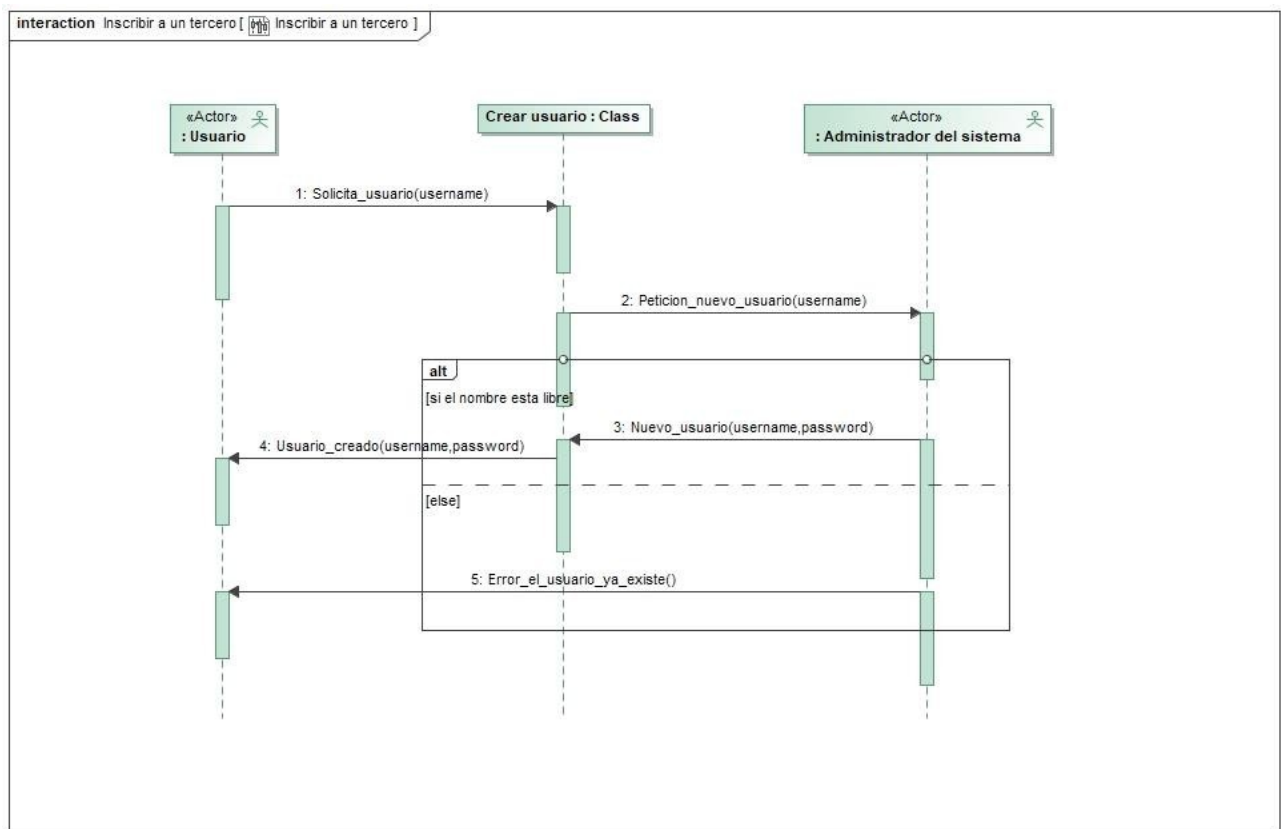 interaction Inscribir a un tercero [ Inscribir a un tercero ]
«Actor»
: Usuario
Crear usuario : Class
«Actor»
: Administrador del sistema
1: Solicita_usuario(username)
2: Peticion_nuevo_usuario(username)
alt
[si el nombre esta libre]
3: Nuevo_usuario(username,password)
4: Usuario_creado(username,password)
[else]
5: Error_el_usuario_ya_existe()